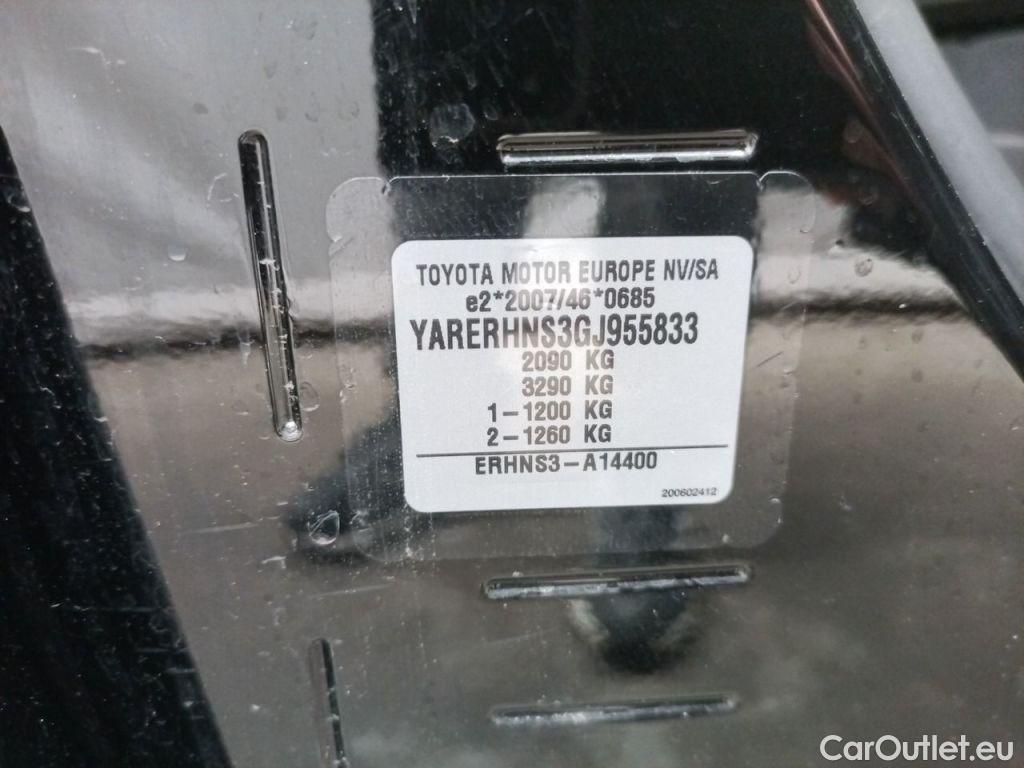 TOYOTA MOTOR EUROPE NV/SA
e2*2007/46*0685
YARERHNS3GJ955833
2090 KG
3290 KG
1-1200 KG
2-1260 KG
ERHNS3-A14400
200602412
CarOutlet.eu